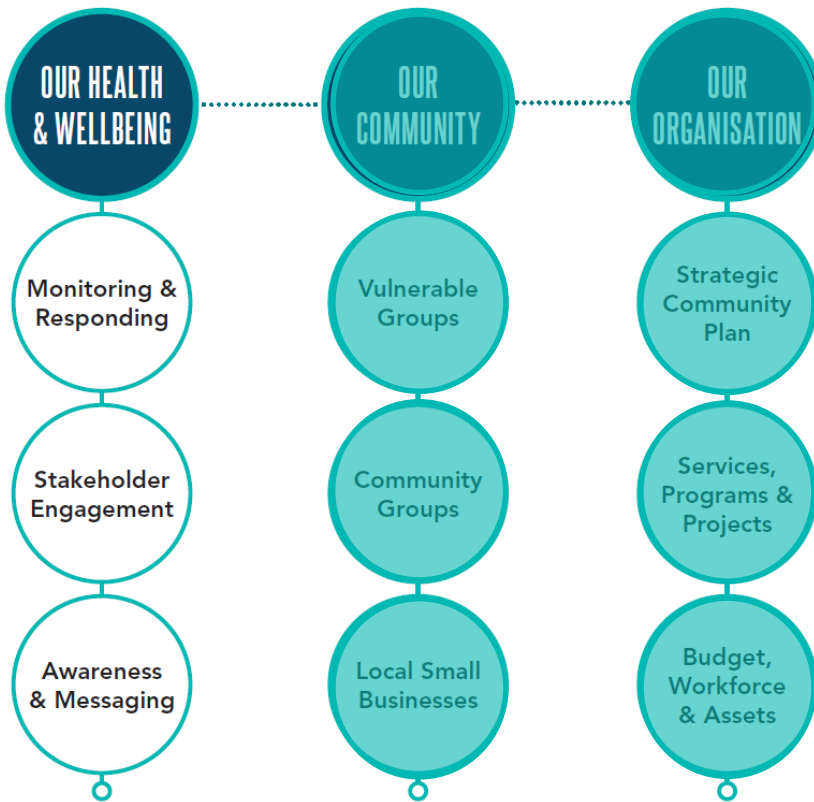 OUR HEALTH
& WELLBEING
Monitoring &
Responding
Stakeholder
Engagement
Awareness
& Messaging
OUR
COMMUNITY
Vulnerable
Groups
Community
Groups
Local Small
Businesses
OUR
ORGANISATION
Strategic
Community
Plan
Services,
Programs &
Projects
Budget,
Workforce
& Assets